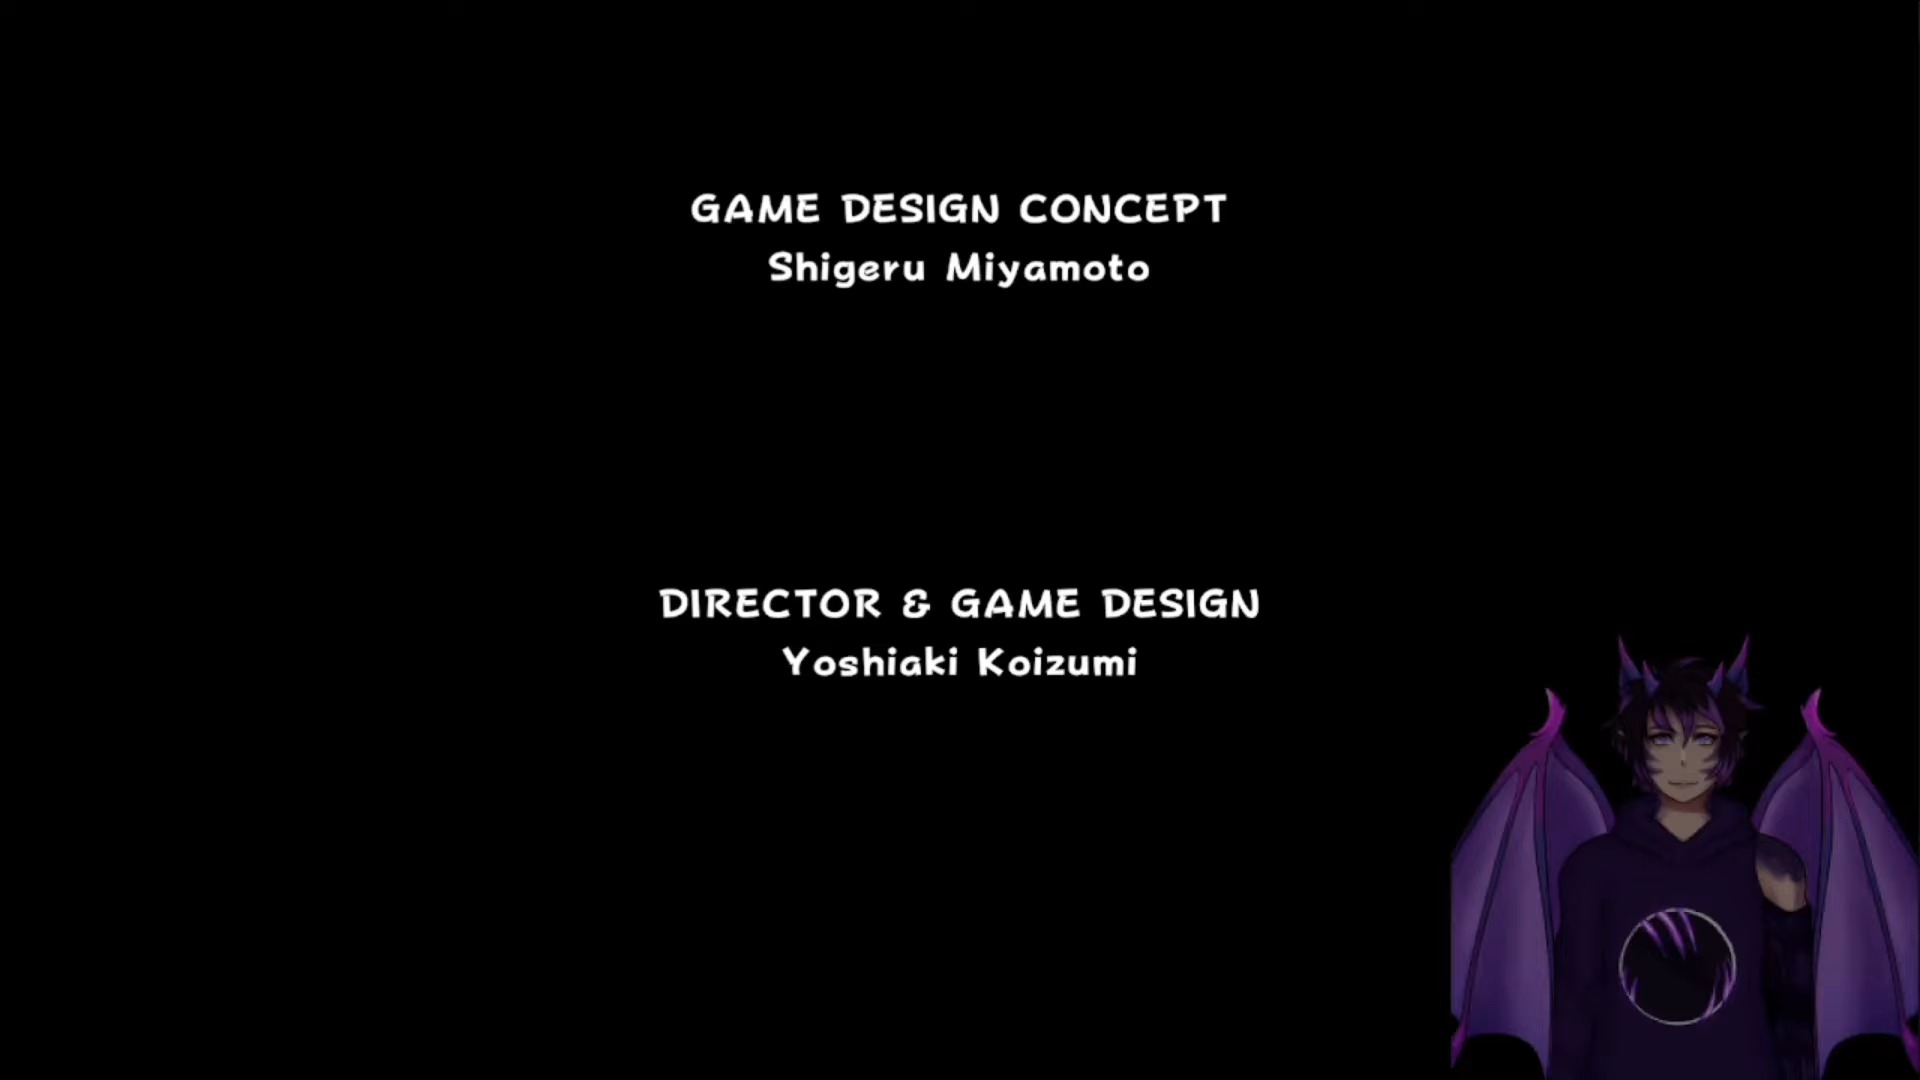 GAME DESIGN CONCEPT
Shigeru Miyamoto
DIRECTOR & GAME DESIGN
Yoshiaki Koizumi